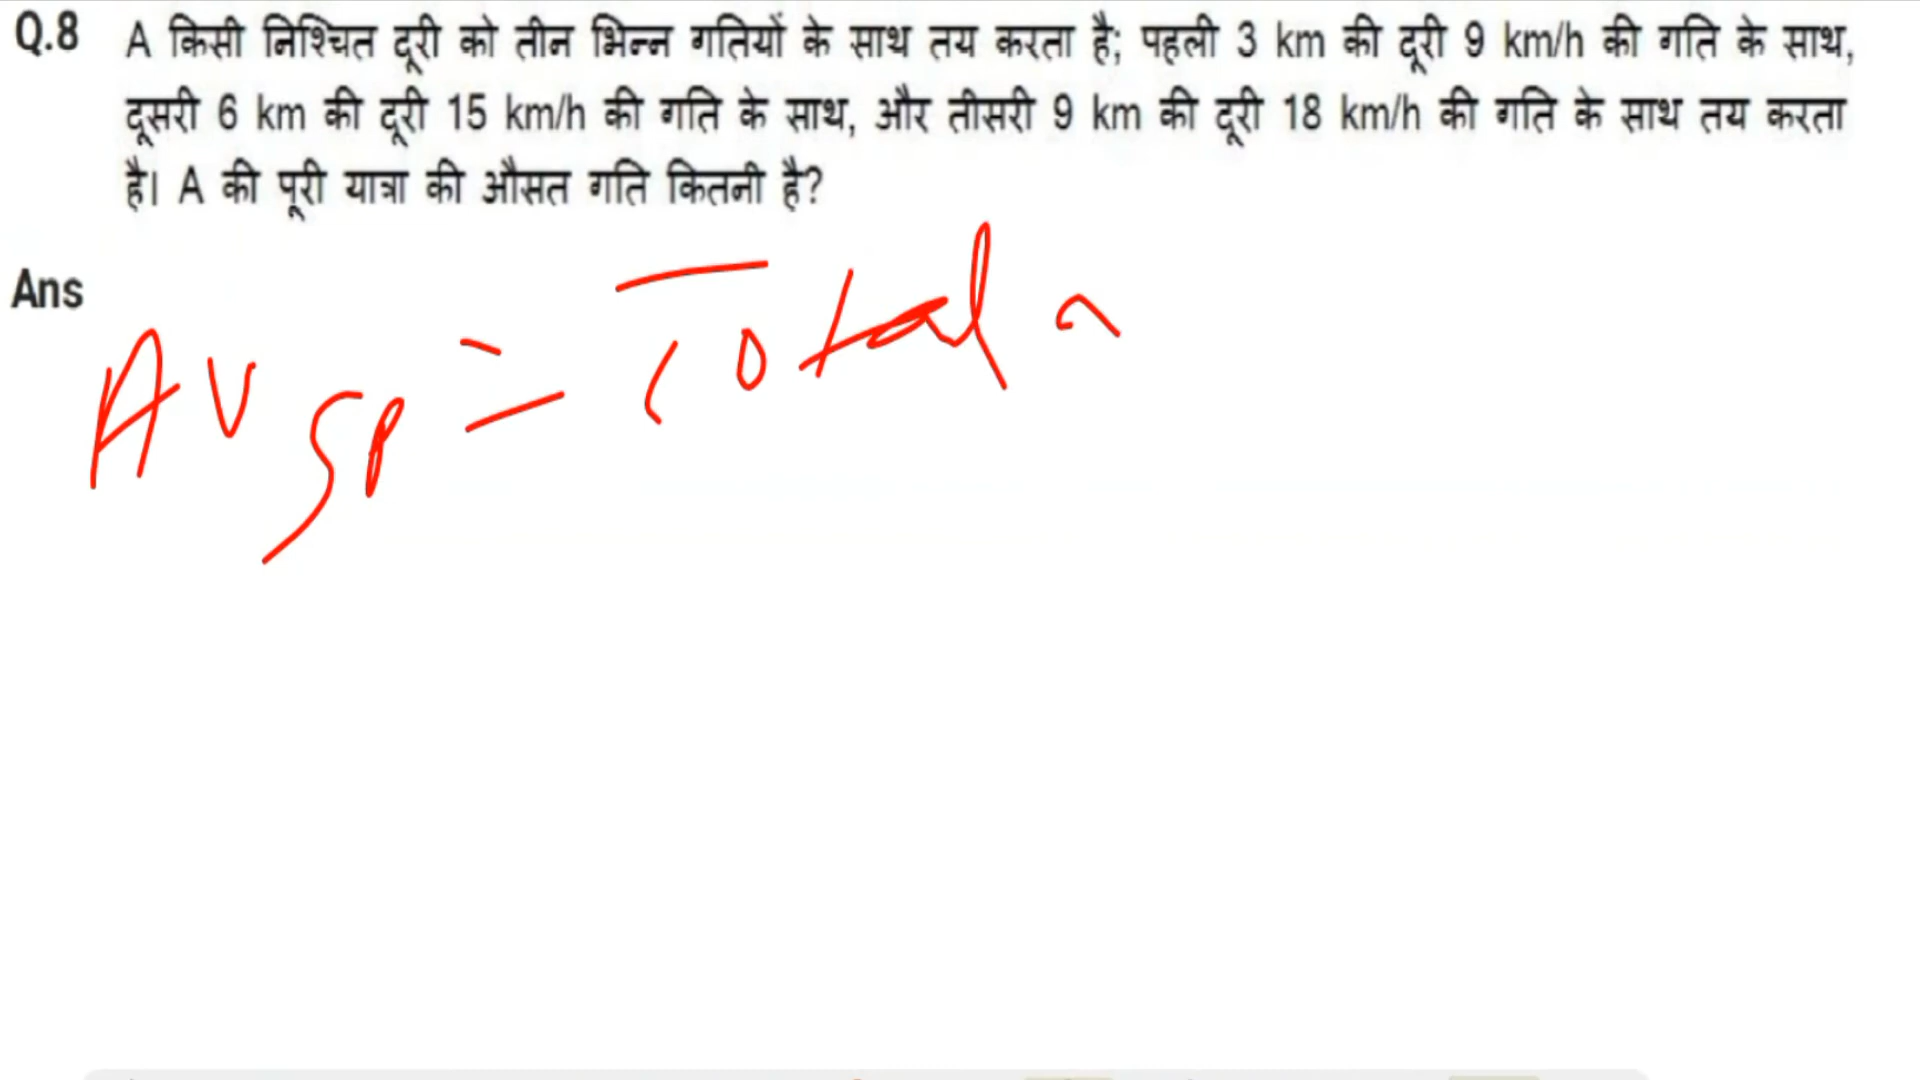 Q.8 A किसी निश्चित दूरी को तीन भिन्न गतियों के साथ तय करता है; पहली 3 km की दूरी 9 km/h की गति के साथ,
दूसरी 6 km की दूरी 15 km/h की गति के साथ, और तीसरी 9 km की दूरी 18 km/h की गति के साथ तय करता
है। A की पूरी यात्रा की औसत गति कितनी है?
Ans
AV SP = Total